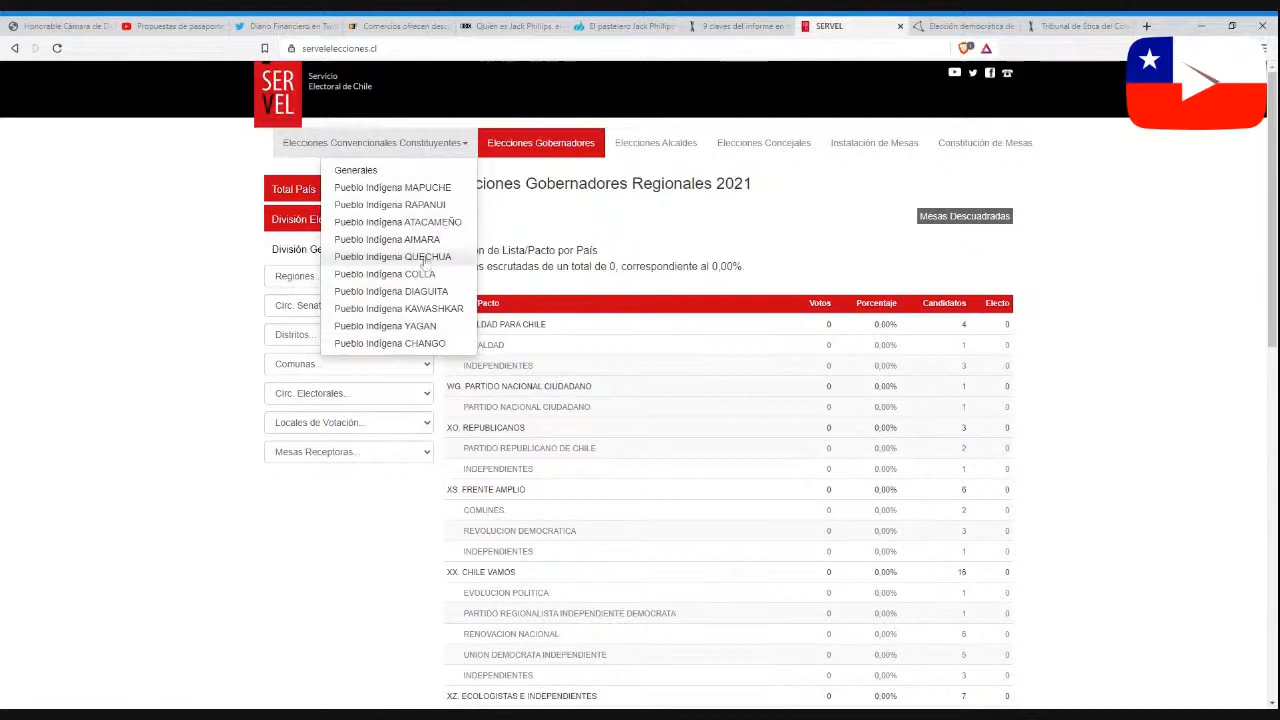 Honorable Cámara de D
Propuestas de pasaport
Diario Financiero en Twit
Comercios ofrecen desc
Quién es Jack Phillips, e
El pastelero Jack Phillip
9 claves del informe en
SERVEL
Elección democrática de
Tribunal de Ética del Col
servelelecciones.cl
SER
VEL
Servicio
Electoral de Chile
Elecciones Convencionales Constituyentes
Elecciones Gobernadores
Elecciones Alcaldes
Elecciones Concejales
Instalación de Mesas
Constitución de Mesas
Generales
Pueblo Indígena MAPUCHE
Pueblo Indígena RAPANUI
Pueblo Indígena ATACAMEÑO
Pueblo Indígena AIMARA
Pueblo Indígena QUECHUA
Pueblo Indígena COLLA
Pueblo Indígena DIAGUITA
Pueblo Indígena KAWASHKAR
Pueblo Indígena YAGAN
Pueblo Indígena CHANGO
Total País
División Ele
División Ge
Regiones...
Circ. Senat
Distritos...
Comunas...
Circ. Electorales...
Locales de Votación...
Mesas Receptoras...
ciones Gobernadores Regionales 2021
Mesas Descuadradas
n de Lista/Pacto por País
s escrutadas de un total de 0, correspondiente al 0,00%.
Pacto Votos Porcentaje Candidatos Electo
LDAD PARA CHILE 0 0,00% 4 0
ALDAD 0 0,00% 1 0
INDEPENDIENTES 0 0,00% 3 0
WG. PARTIDO NACIONAL CIUDADANO 0 0,00% 1 0
PARTIDO NACIONAL CIUDADANO 0 0,00% 1 0
XO. REPUBLICANOS 0 0,00% 3 0
PARTIDO REPUBLICANO DE CHILE 0 0,00% 2 0
INDEPENDIENTES 0 0,00% 1 0
XS. FRENTE AMPLIO 0 0,00% 6 0
COMUNES 0 0,00% 2 0
REVOLUCION DEMOCRATICA 0 0,00% 3 0
INDEPENDIENTES 0 0,00% 1 0
XX. CHILE VAMOS 0 0,00% 16 0
EVOLUCION POLITICA 0 0,00% 1 0
PARTIDO REGIONALISTA INDEPENDIENTE DEMOCRATA 0 0,00% 1 0
RENOVACION NACIONAL 0 0,00% 6 0
UNION DEMOCRATA INDEPENDIENTE 0 0,00% 5 0
INDEPENDIENTES 0 0,00% 3 0
XZ. ECOLOGISTAS E INDEPENDIENTES 0 0,00% 7 0